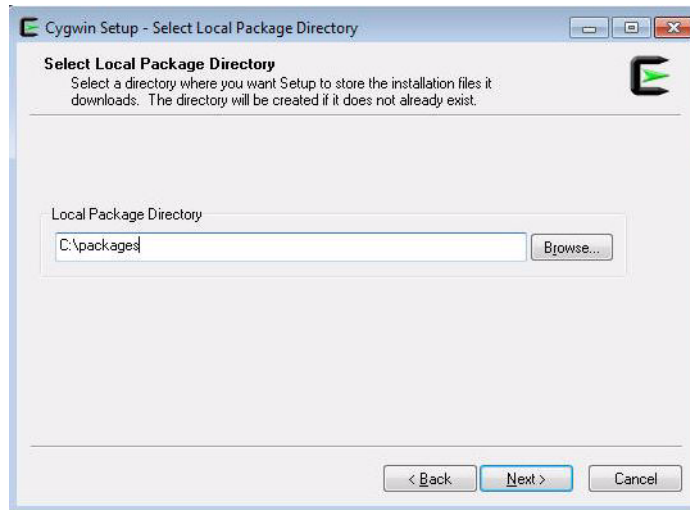 Cygwin Setup - Select Local Package Directory
Select Local Package Directory
Select a directory where you want Setup to store the installation files it
downloads. The directory will be created if it does not already exist.
Local Package Directory
C:\packages
Browse...
< Back
Next >
Cancel